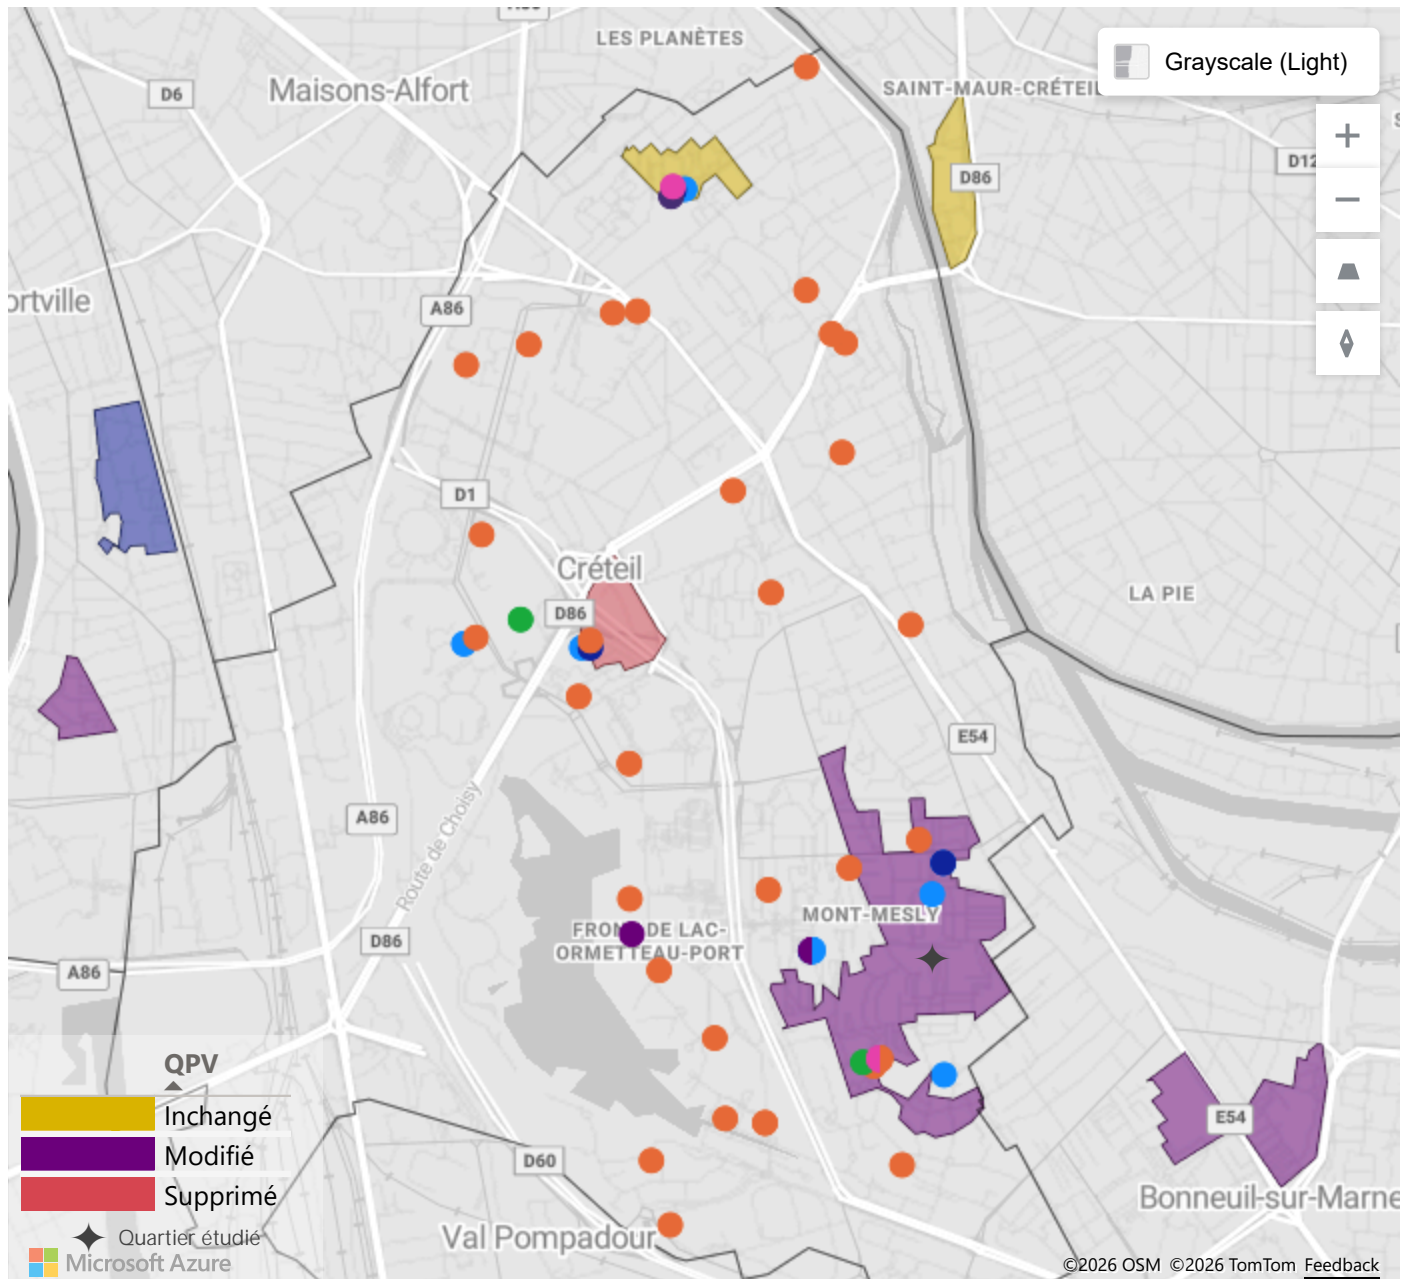 LES PLANÈTES
Grayscale (Light)
Maisons-Alfort
D6
SAINT-MAUR-CRÉTEIL
D12
D86
ortville
A86
D1
Créteil
D86
LA PIE
E54
A86
Route de Choisy
MONT-MESLY
FRONT DE LAC-
ORMETTEAU-PORT
D86
A86
QPV
Inchangé
Modifié
Supprimé
Quartier étudié
Microsoft Azure
E54
D60
Bonneuil-sur-Marne
Val Pompadour
©2026 OSM ©2026 TomTom Feedback